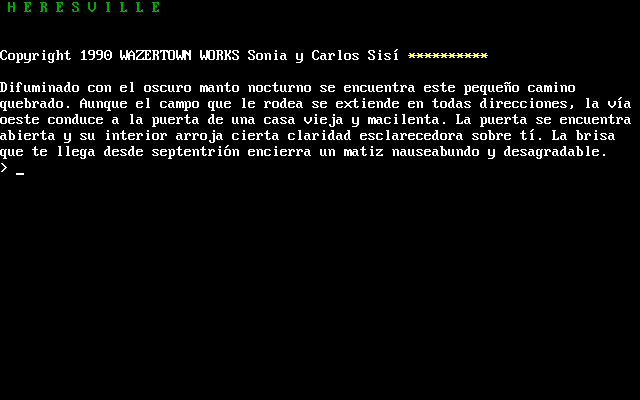 H E R E S V I L L E
Copyright 1990 WAZERTOWN WORKS Sonia y Carlos Sisí **********
Difuminado con el oscuro manto nocturno se encuentra este pequeño camino
quebrado. Aunque el campo que le rodea se extiende en todas direcciones, la vía
oeste conduce a la puerta de una casa vieja y macilenta. La puerta se encuentra
abierta y su interior arroja cierta claridad esclarecedora sobre tí. La brisa
que te llega desde septentrión encierra un matiz nauseabundo y desagradable.
> _